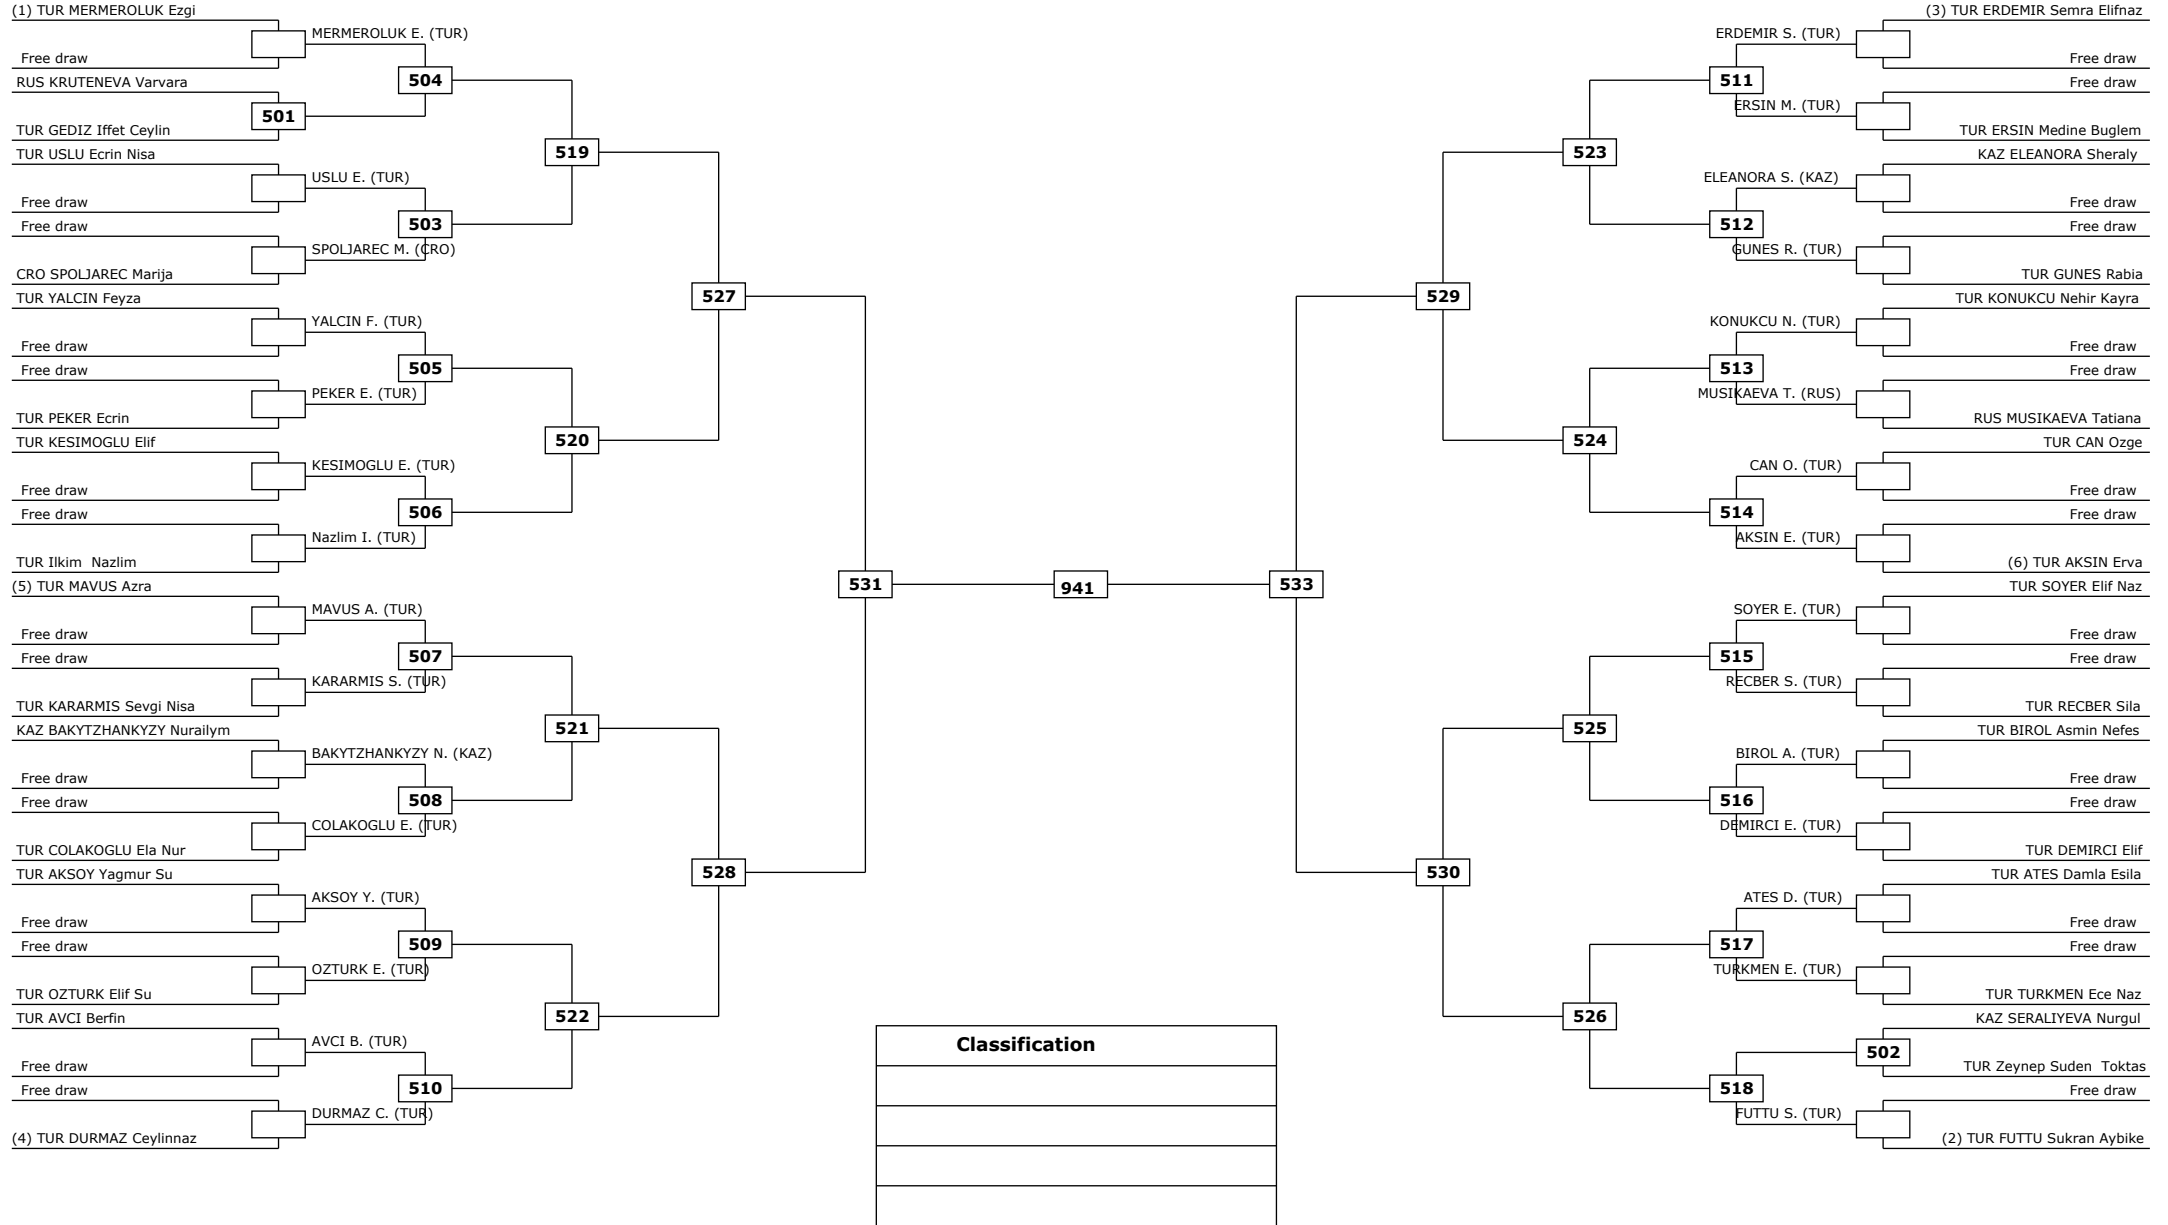 (1) TUR MERMEROLUK Ezgi
MERMEROLUK E. (TUR)
Free draw
504
RUS KRUTENEVA Varvara
501
TUR GEDIZ Iffet Ceylin
519
TUR USLU Ecrin Nisa
USLU E. (TUR)
Free draw
503
Free draw
SPOLJAREC M. (CRO)
CRO SPOLJAREC Marija
527
TUR YALCIN Feyza
YALCIN F. (TUR)
Free draw
505
Free draw
PEKER E. (TUR)
TUR PEKER Ecrin
520
TUR KESIMOGLU Elif
KESIMOGLU E. (TUR)
Free draw
506
Free draw
Nazlim I. (TUR)
TUR Ilkim  Nazlim
531
(5) TUR MAVUS Azra
MAVUS A. (TUR)
Free draw
507
Free draw
KARARMIS S. (TUR)
TUR KARARMIS Sevgi Nisa
521
KAZ BAKYTZHANKYZY Nurailym
BAKYTZHANKYZY N. (KAZ)
Free draw
508
Free draw
COLAKOGLU E. (TUR)
TUR COLAKOGLU Ela Nur
528
TUR AKSOY Yagmur Su
AKSOY Y. (TUR)
Free draw
509
Free draw
OZTURK E. (TUR)
TUR OZTURK Elif Su
522
TUR AVCI Berfin
AVCI B. (TUR)
Free draw
510
Free draw
DURMAZ C. (TUR)
(4) TUR DURMAZ Ceylinnaz
941
Classification
(3) TUR ERDEMIR Semra Elifnaz
ERDEMIR S. (TUR)
Free draw
511
Free draw
ERSIN M. (TUR)
TUR ERSIN Medine Buglem
523
KAZ ELEANORA Sheraly
ELEANORA S. (KAZ)
Free draw
512
Free draw
GUNES R. (TUR)
TUR GUNES Rabia
529
TUR KONUKCU Nehir Kayra
KONUKCU N. (TUR)
Free draw
513
Free draw
MUSIKAEVA T. (RUS)
RUS MUSIKAEVA Tatiana
524
TUR CAN Ozge
CAN O. (TUR)
Free draw
514
Free draw
AKSIN E. (TUR)
(6) TUR AKSIN Erva
533
TUR SOYER Elif Naz
SOYER E. (TUR)
Free draw
515
Free draw
RECBER S. (TUR)
TUR RECBER Sila
525
TUR BIROL Asmin Nefes
BIROL A. (TUR)
Free draw
516
Free draw
DEMIRCI E. (TUR)
TUR DEMIRCI Elif
530
TUR ATES Damla Esila
ATES D. (TUR)
Free draw
517
Free draw
TURKMEN E. (TUR)
TUR TURKMEN Ece Naz
526
KAZ SERALIYEVA Nurgul
502
TUR Zeynep Suden  Toktas
518
Free draw
FUTTU S. (TUR)
(2) TUR FUTTU Sukran Aybike